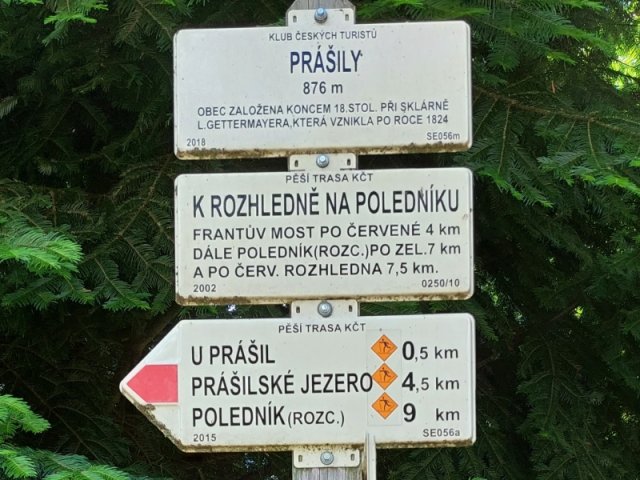 KLUB ČESKÝCH TURISTŮ
PRÁŠILY
876 m
OBEC ZALOŽENA KONCEM 18.STOL. PŘI SKLÁRNĚ
L.GETTERMAYERA,KTERÁ VZNIKLA PO ROCE 1824
2018 SE056m
PĚŠÍ TRASA KČT
K ROZHLEDNĚ NA POLEDNÍKU
FRANTŮV MOST PO ČERVENÉ 4 km
DÁLE POLEDNÍK(ROZC.)PO ZEL.7 km
A PO ČERV. ROZHLEDNA 7,5 km.
2002 0250/10
PĚŠÍ TRASA KČT
U PRÁŠIL 0,5 km
PRÁŠILSKÉ JEZERO 4,5 km
POLEDNÍK(ROZC.) 9 km
2015 SE056a